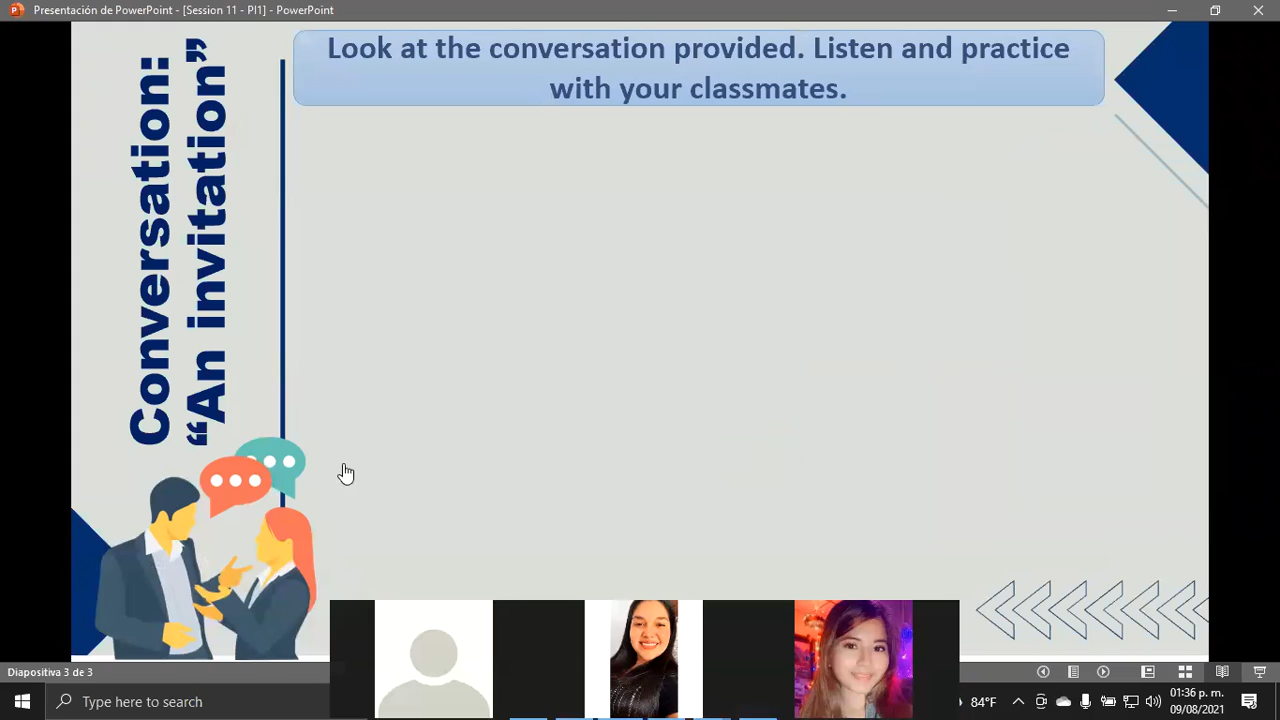 Presentación de PowerPoint - [Session 11 - PI1] - PowerPoint
Look at the conversation provided. Listen and practice
with your classmates.
Conversation:
“An invitation”
Diapositiva 3 de 3
Type here to search
84°F
01:36 p. m.
09/08/2021